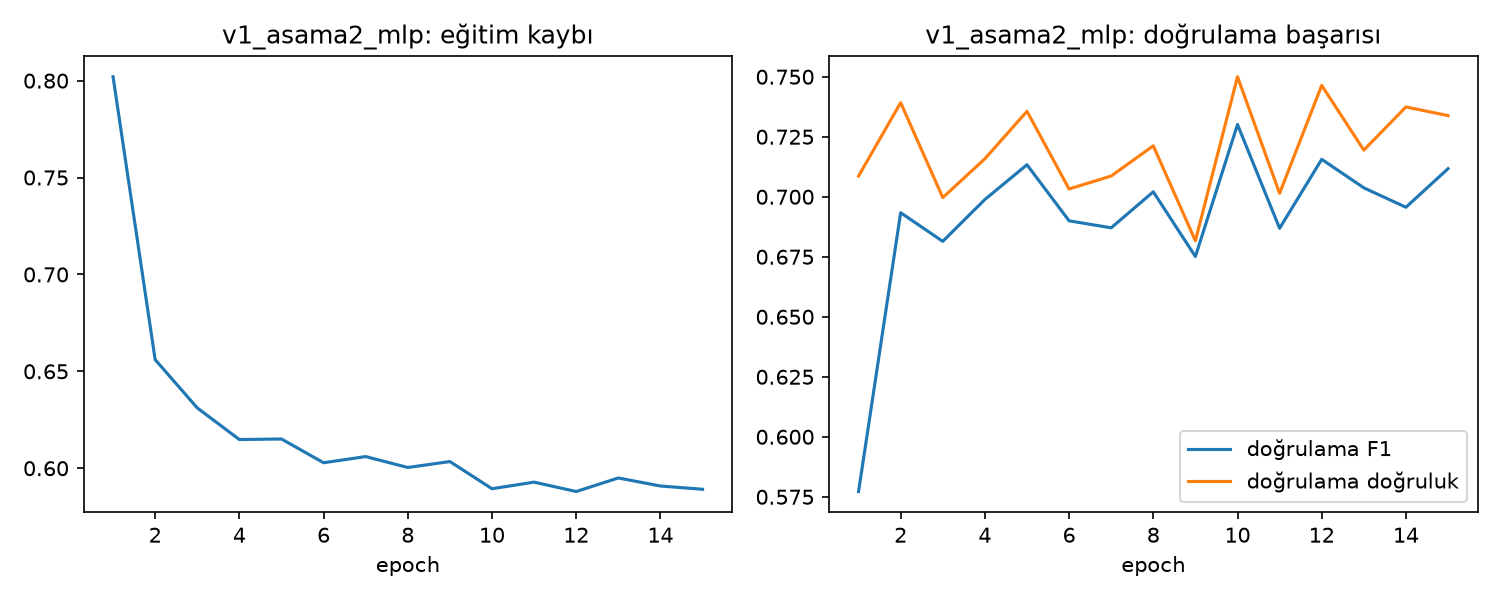 v1_asama2_mlp: eğitim kaybı
0.80
0.75
0.70
0.65
0.60
2 4 6 8 10 12 14
epoch
v1_asama2_mlp: doğrulama başarısı
0.750
0.725
0.700
0.675
0.650
0.625
0.600
0.575
doğrulama F1
doğrulama doğruluk
2 4 6 8 10 12 14
epoch